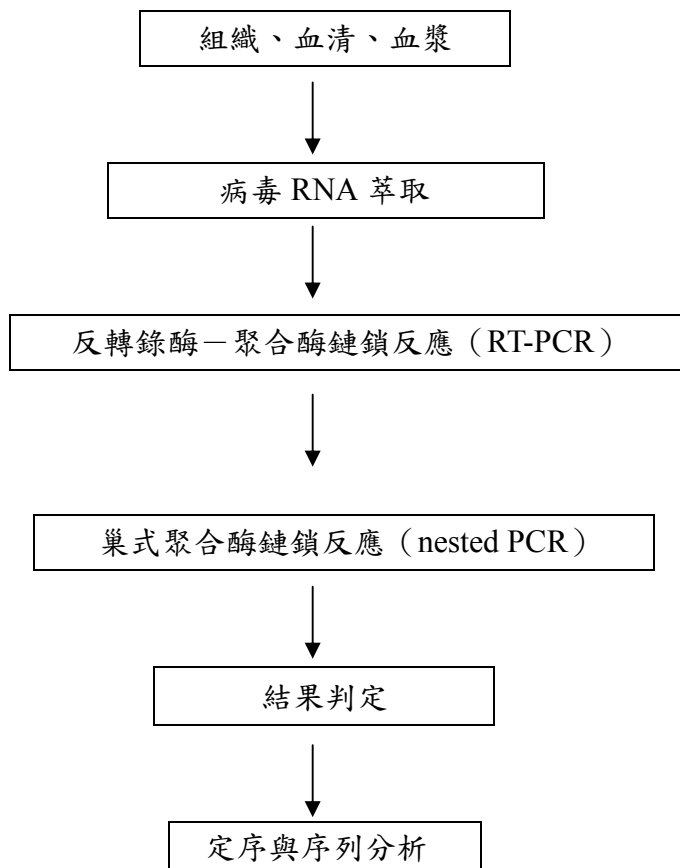 組織、血清、血漿
病毒 RNA 萃取
反轉錄酶－聚合酶鏈鎖反應（RT-PCR）
巢式聚合酶鏈鎖反應（nested PCR）
結果判定
定序與序列分析